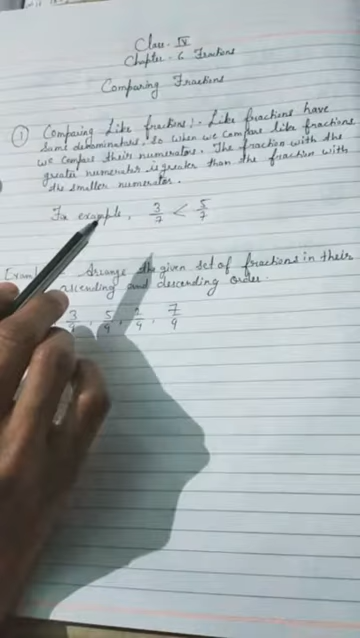 Class - IV
Chapter - 6 Fractions
Comparing Fractions
① Comparing Like fractions :- Like fractions have
same denominators. So when we compare like fractions
we compare their numerators. The fraction with the
greater numerator is greater than the fraction with
the smaller numerator.
For example, 3/7 < 5/7
Arrange the given set of fractions in their
ascending and descending order.
3/9, 5/9, 2/9, 7/9